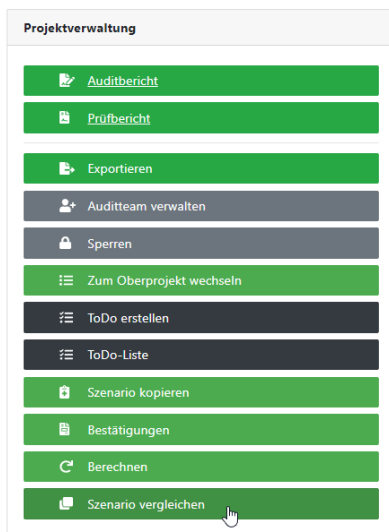 Projektverwaltung
Auditbericht
Prüfbericht
Exportieren
Auditteam verwalten
Sperren
Zum Oberprojekt wechseln
ToDo erstellen
ToDo-Liste
Szenario kopieren
Bestätigungen
Berechnen
Szenario vergleichen